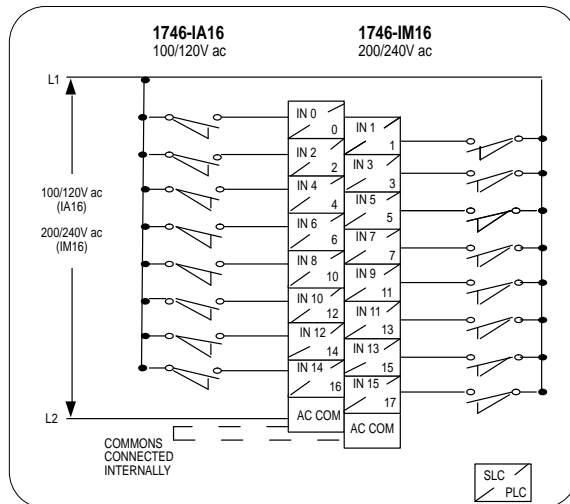 1746-IA16
100/120V ac
1746-IM16
200/240V ac
L1
100/120V ac
(IA16)
200/240V ac
(IM16)
L2
IN 0
0
IN 1
1
IN 2
2
IN 3
3
IN 4
4
IN 5
5
IN 6
6
IN 7
7
IN 8
10
IN 9
11
IN 10
12
IN 11
13
IN 12
14
IN 13
15
IN 14
16
IN 15
17
AC COM
AC COM
COMMONS
CONNECTED
INTERNALLY
SLC
PLC